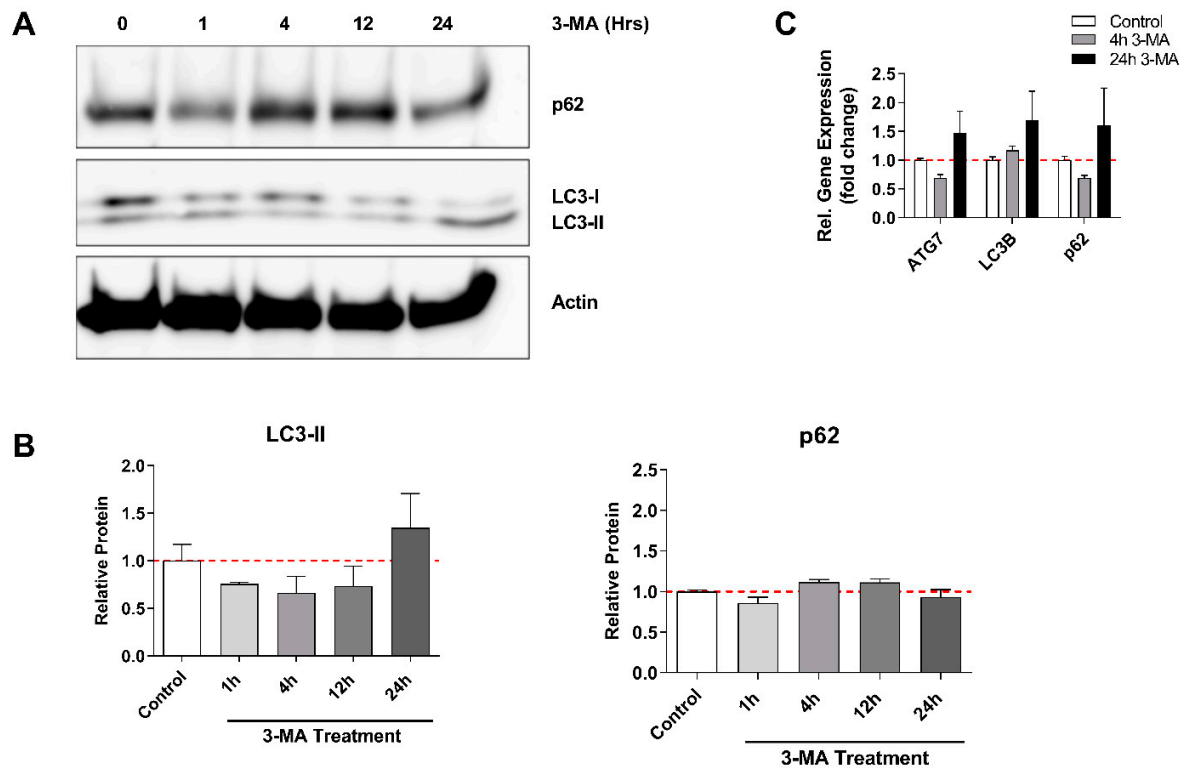 A
0 1 4 12 24 3-MA (Hrs)
p62
LC3-I
LC3-II
Actin
C
Control
4h 3-MA
24h 3-MA
Rel. Gene Expression
(fold change)
2.5
2.0
1.5
1.0
0.5
0.0
ATG7
LC3B
p62
B
LC3-II
Relative Protein
2.0
1.5
1.0
0.5
0.0
Control
1h
4h
12h
24h
3-MA Treatment
p62
Relative Protein
2.5
2.0
1.5
1.0
0.5
0.0
Control
1h
4h
12h
24h
3-MA Treatment